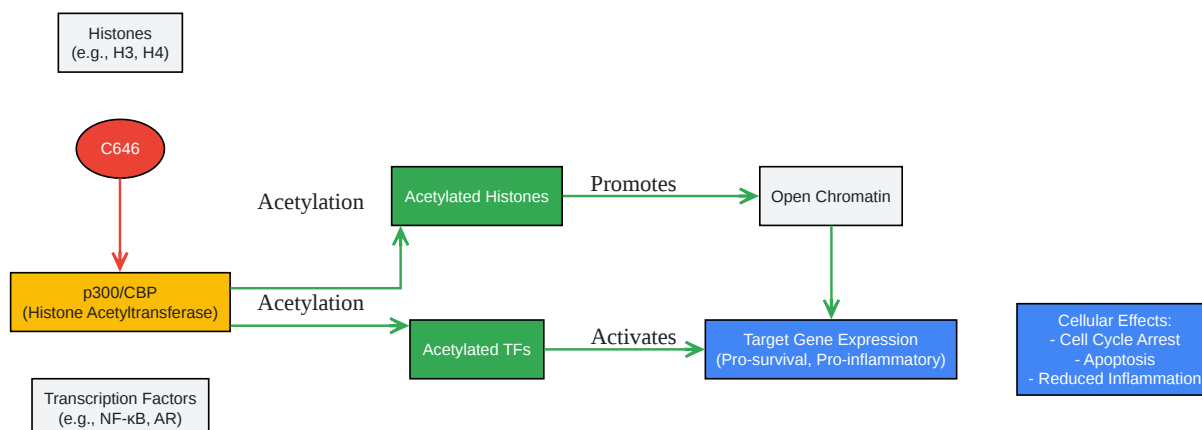 Histones
(e.g., H3, H4)
C646
Acetylation
Acetylated Histones
Promotes
Open Chromatin
p300/CBP
(Histone Acetyltransferase)
Acetylation
Acetylated TFs
Activates
Target Gene Expression
(Pro-survival, Pro-inflammatory)
Cellular Effects:
- Cell Cycle Arrest
- Apoptosis
- Reduced Inflammation
Transcription Factors
(e.g., NF-κB, AR)